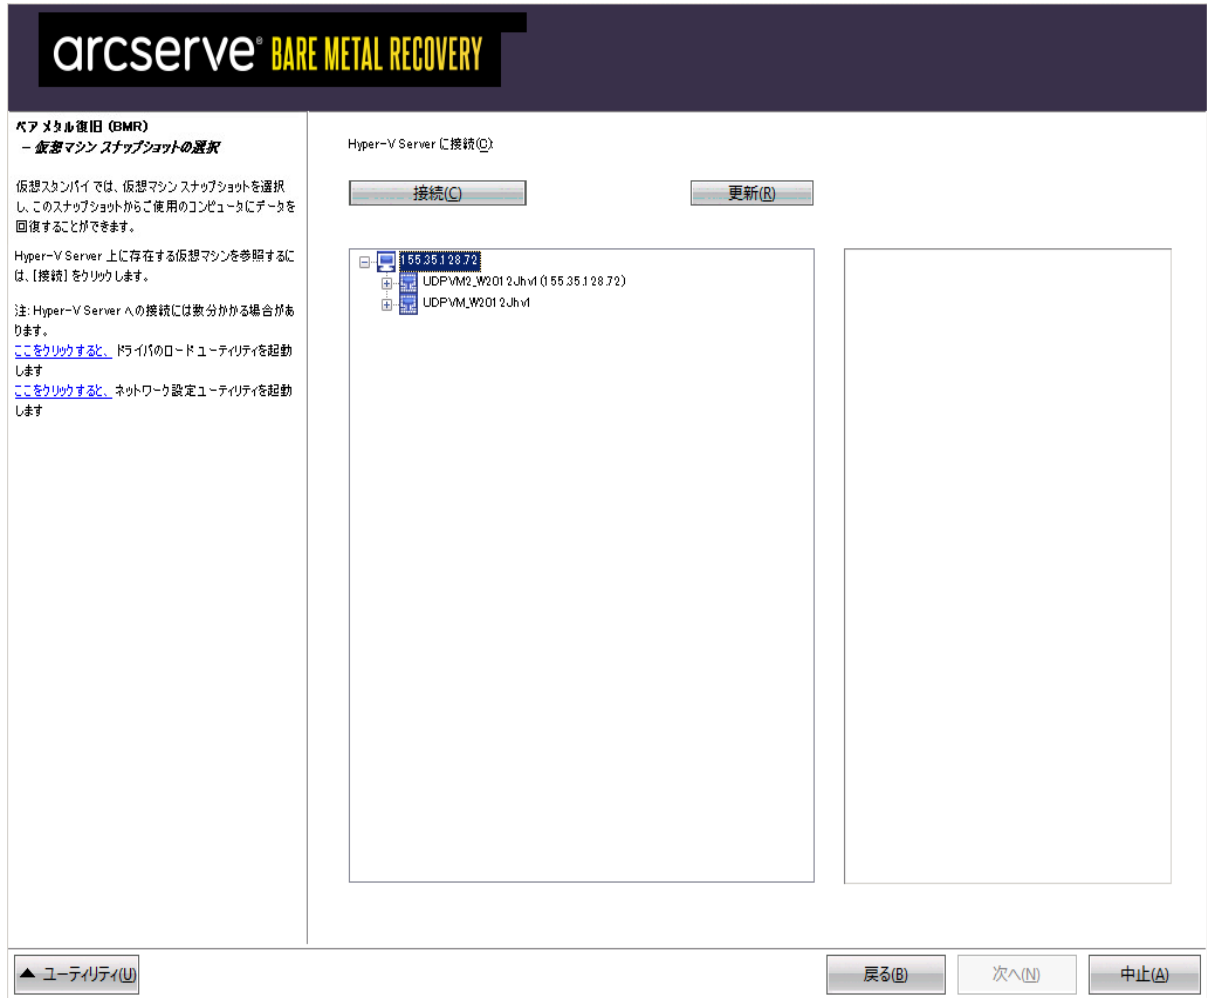 arcserve® BARE METAL RECOVERY
ベア メタル復旧 (BMR)
- 仮想マシン スナップショットの選択
仮想スタンバイ では、仮想マシン スナップショットを選択
し、このスナップショットからご使用のコンピュータにデータを
回復することができます。
Hyper-V Server 上に存在する仮想マシンを参照するに
は、[接続] をクリックします。
注: Hyper-V Server への接続には数分かかる場合があ
ります。
ここをクリックすると、 ドライバのロード ユーティリティを起動
します
ここをクリックすると、 ネットワーク設定ユーティリティを起動
します
Hyper-V Server に接続(C):
接続(C)
更新(R)
155.35.128.72
UDPVM2_W2012Jhvl (155.35.128.72)
UDPVM_W2012Jhvl
▲ ユーティリティ(U)
戻る(B)
次へ(N)
中止(A)